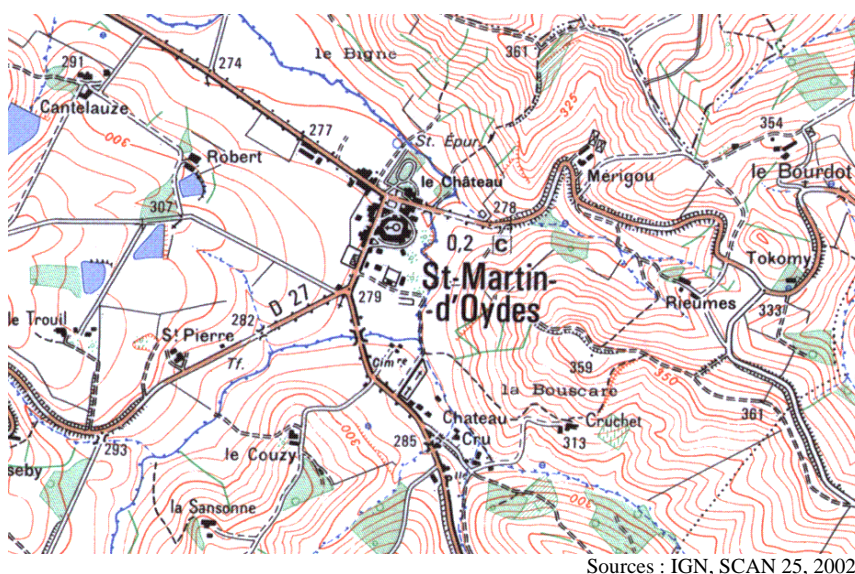 le Bigne
361
274
291
Cantelauze
325
300
277
St. Épur
354
Robert
le Château
Mérigou
le Bourdot
307
278
0,2
c
St-Martin-
-d'Oydes
Tokomy
D 27
Rieumes
279
333
le Trouil
282
St Pierre
Tf.
359
Cimre
350
la Bouscare
361
Chateau
Cru
Cruchet
313
300
293
le Couzy
285
seby
la Sansonne
300
Sources : IGN, SCAN 25, 2002